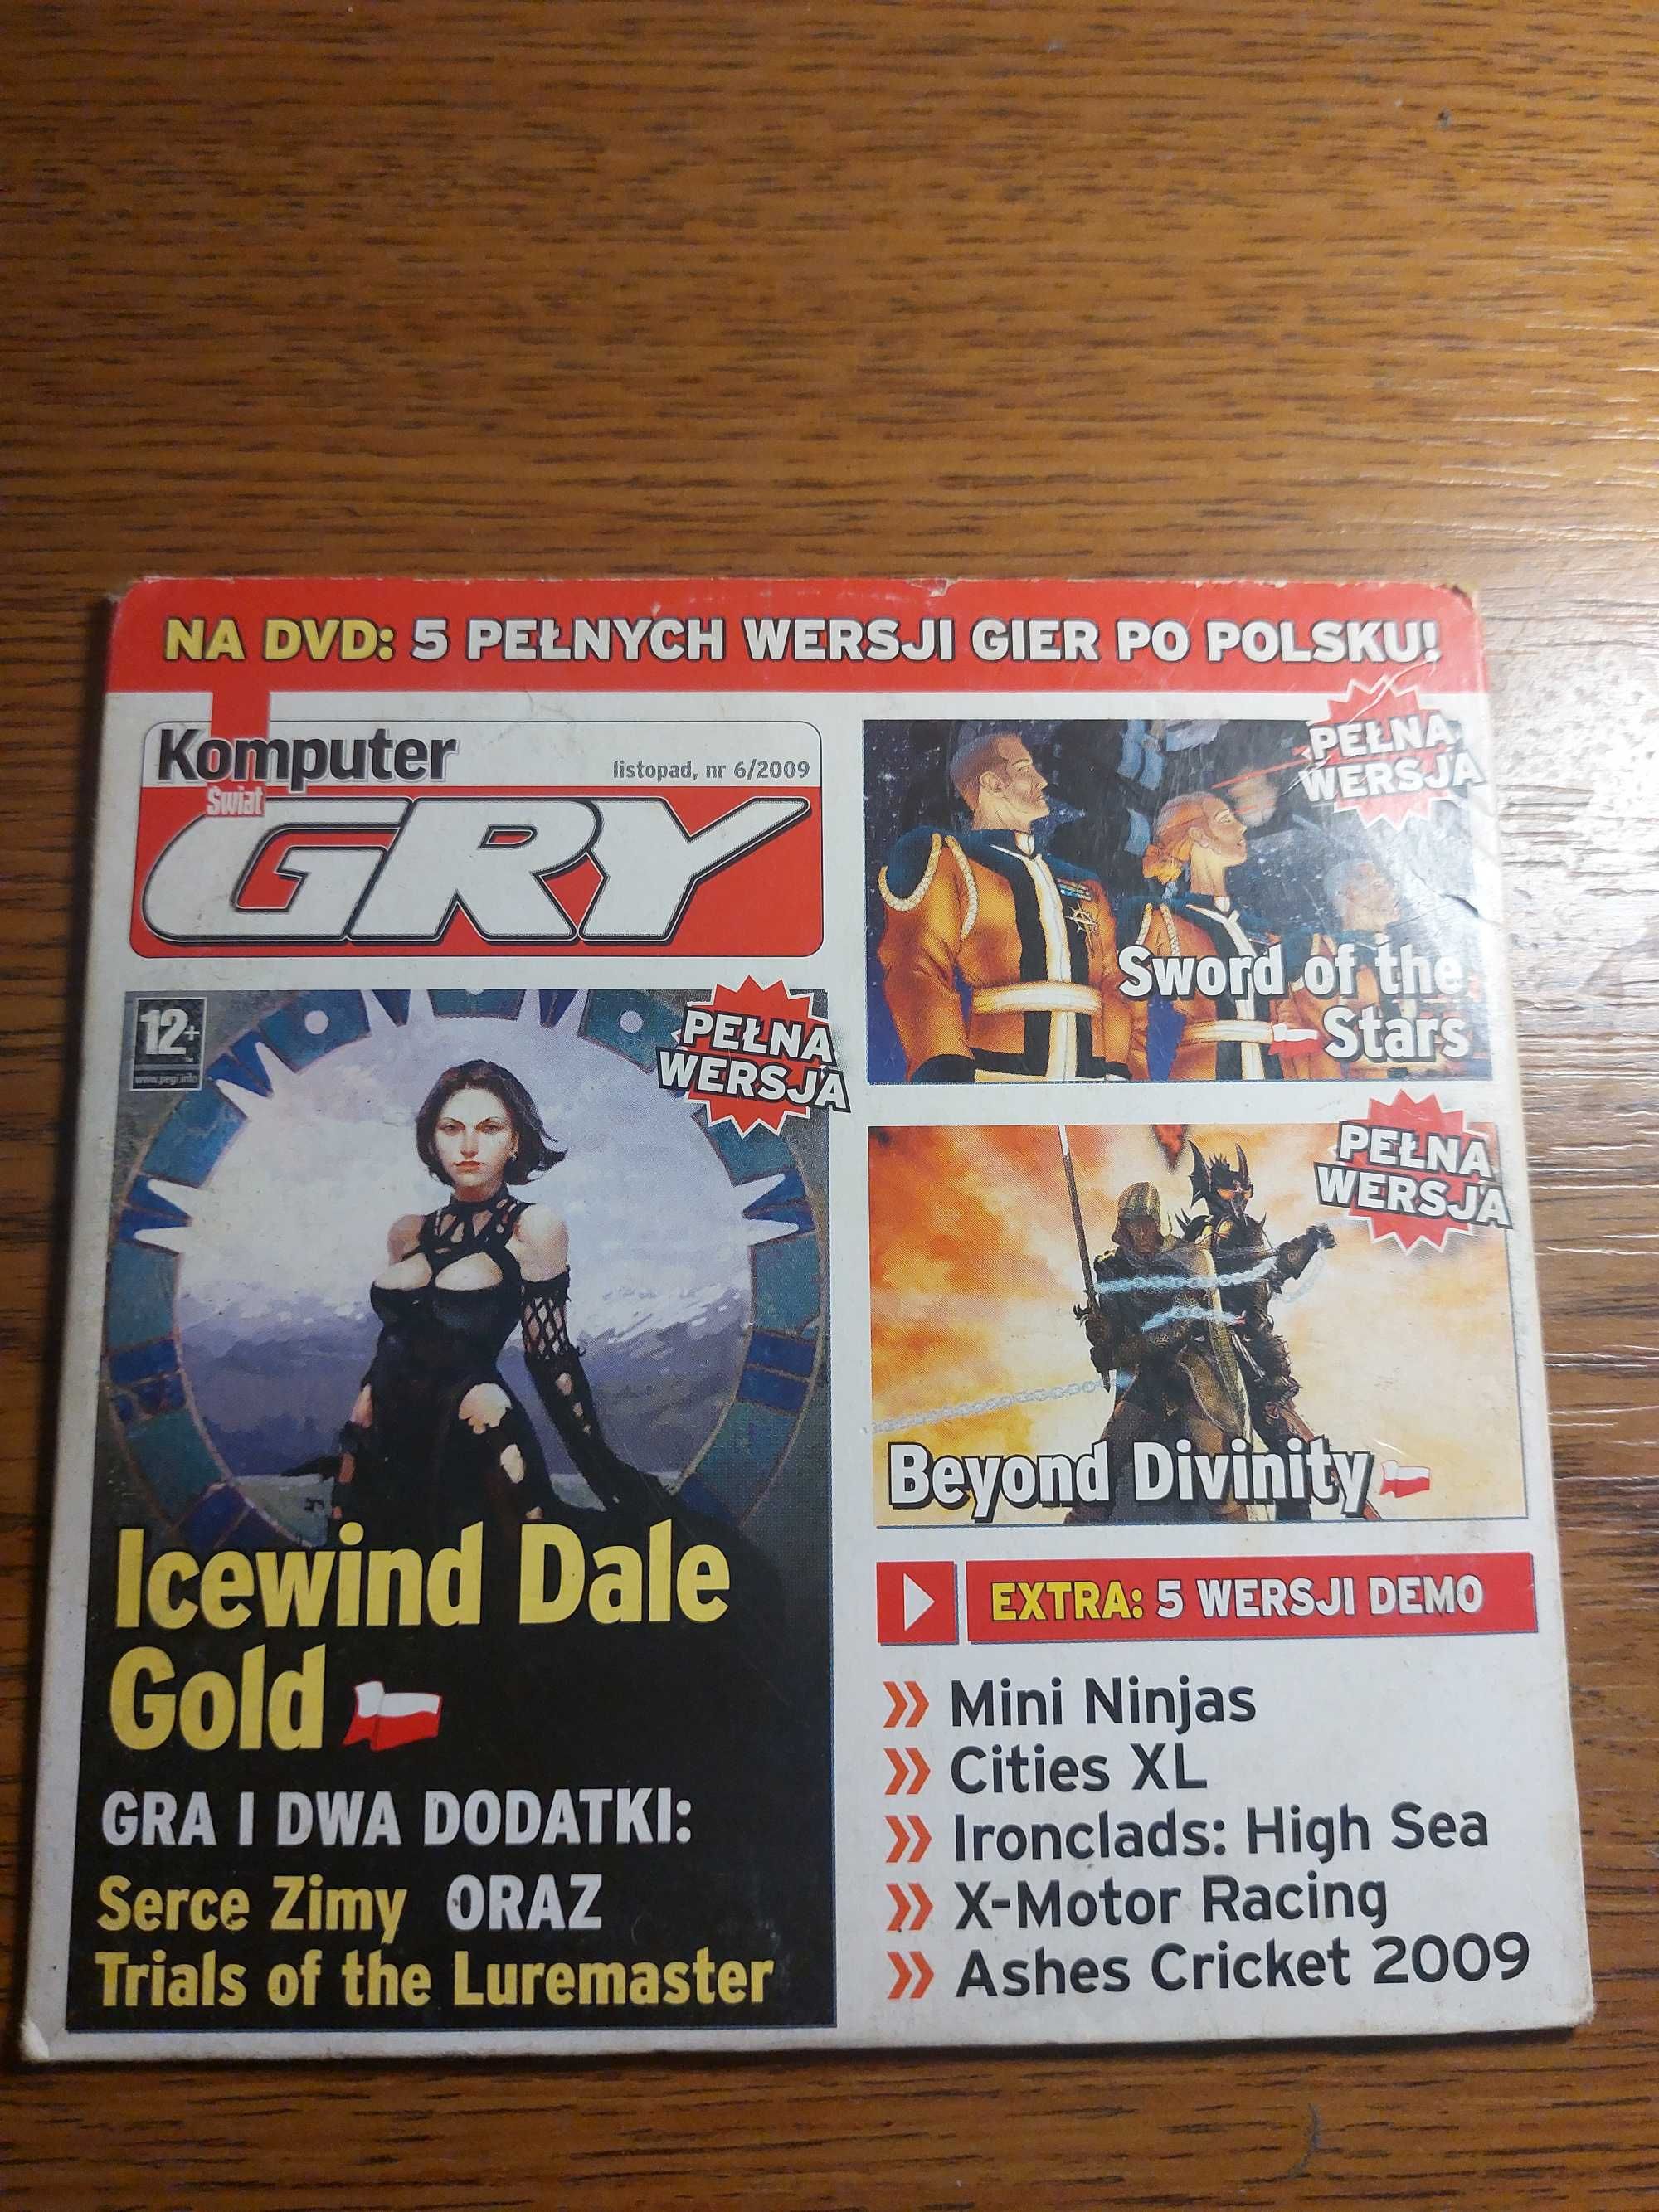 NA DVD: 5 PEŁNYCH WERSJI GIER PO POLSKU!
Komputer
Świat
listopad, nr 6/2009
GRY
12+
www.pegi.info
PEŁNA
WERSJA
Icewind Dale
Gold
GRA I DWA DODATKI:
Serce Zimy ORAZ
Trials of the Luremaster
PEŁNA
WERSJA
Sword of the
Stars
PEŁNA
WERSJA
Beyond Divinity
EXTRA: 5 WERSJI DEMO
Mini Ninjas
Cities XL
Ironclads: High Sea
X-Motor Racing
Ashes Cricket 2009